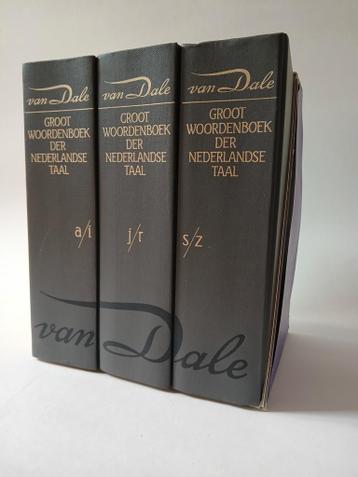 van Dale
GROOT
WOORDENBOEK
DER
NEDERLANDSE
TAAL
a/i
van Dale
GROOT
WOORDENBOEK
DER
NEDERLANDSE
TAAL
j/r
van Dale
GROOT
WOORDENBOEK
DER
NEDERLANDSE
TAAL
s/z
van Dale